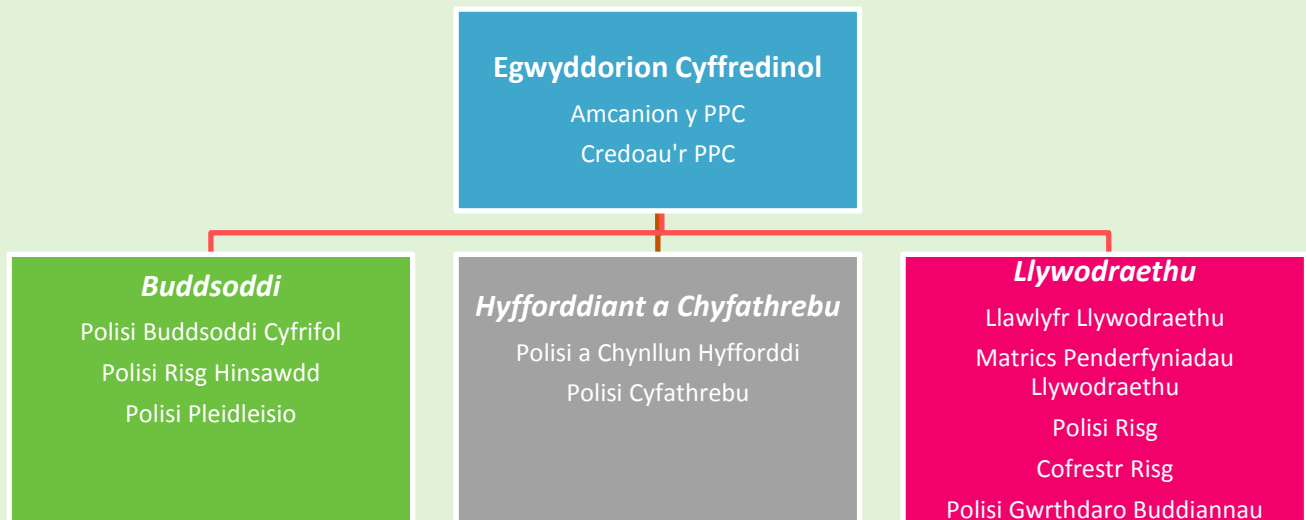 Egwyddorion Cyffredinol
Amcanion y PPC
Credoau'r PPC
Buddsoddi
Polisi Buddsoddi Cyfrifol
Polisi Risg Hinsawdd
Polisi Pleidleisio
Hyfforddiant a Chyfathrebu
Polisi a Chynllun Hyfforddi
Polisi Cyfathrebu
Llywodraethu
Llawlyfr Llywodraethu
Matrics Penderfyniadau
Llywodraethu
Polisi Risg
Cofrestr Risg
Polisi Gwrthdaro Buddiannau